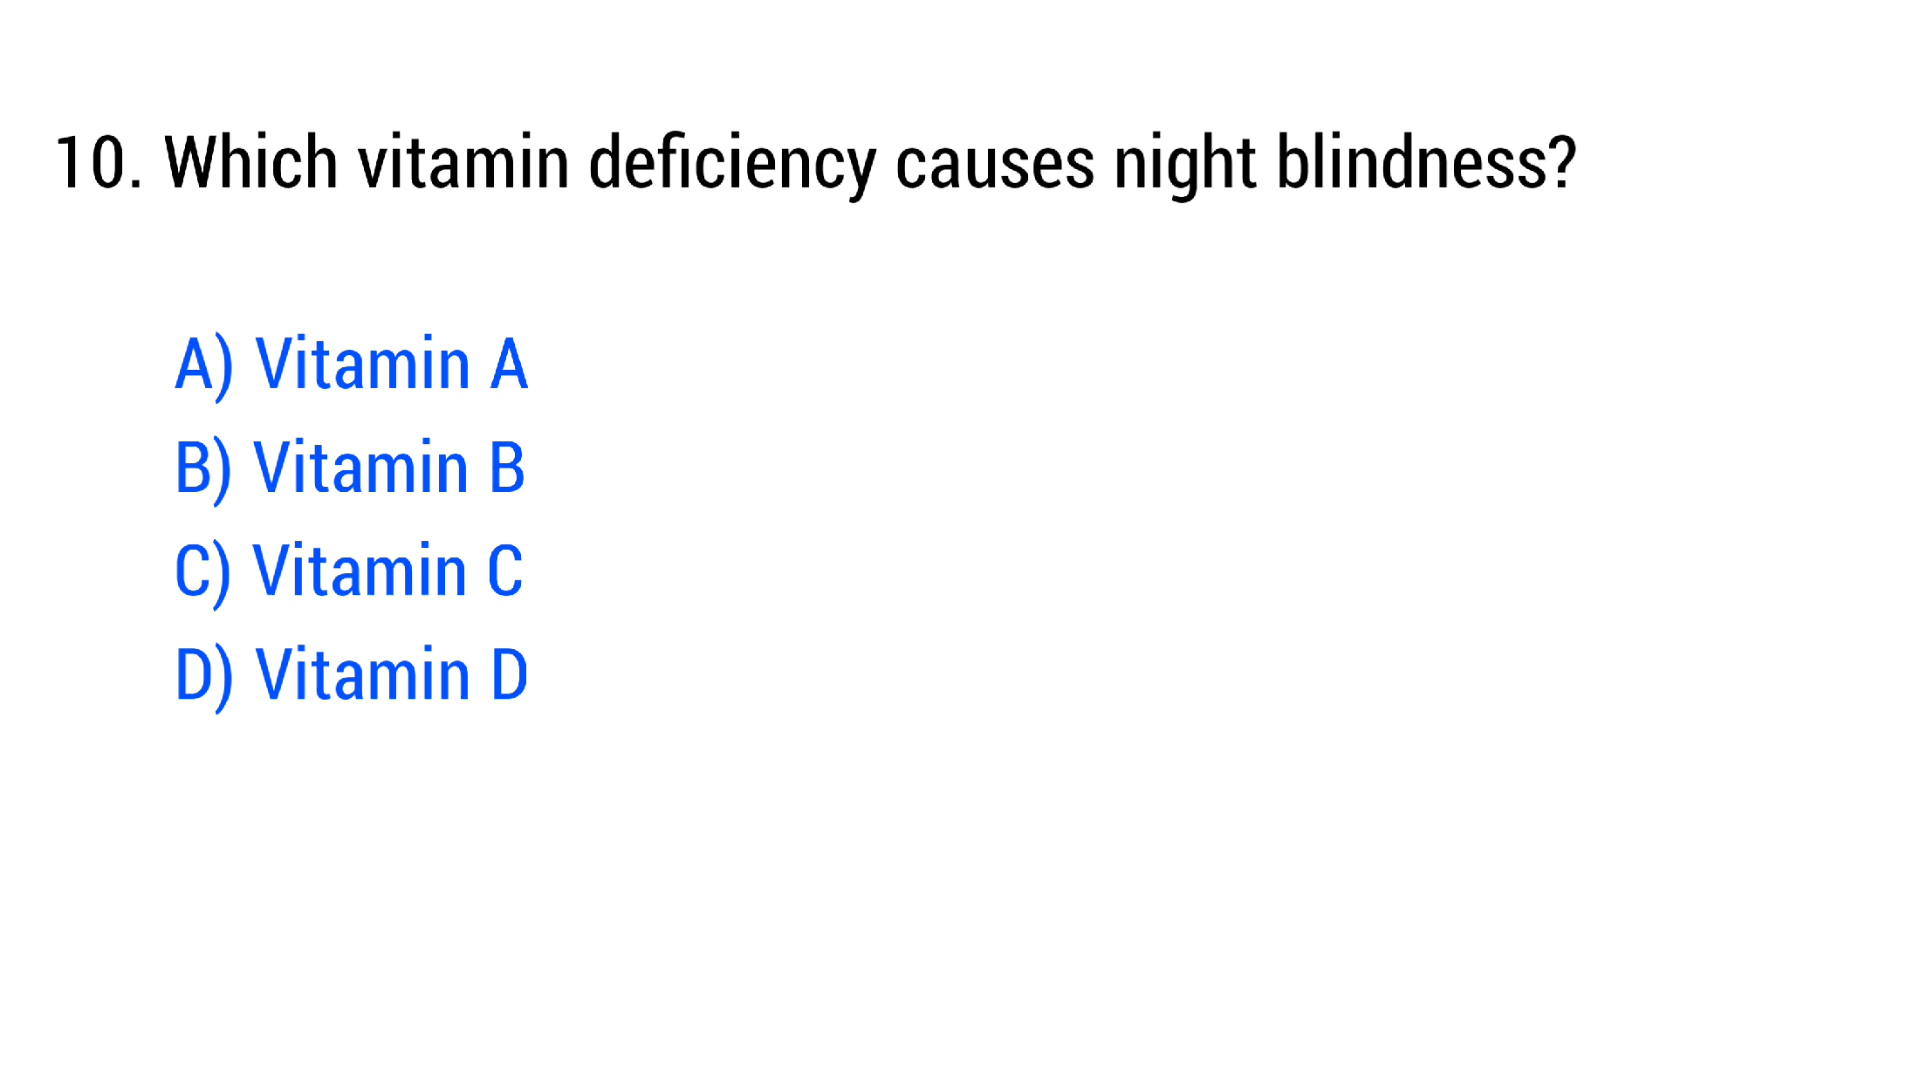 10. Which vitamin deficiency causes night blindness?
A) Vitamin A
B) Vitamin B
C) Vitamin C
D) Vitamin D